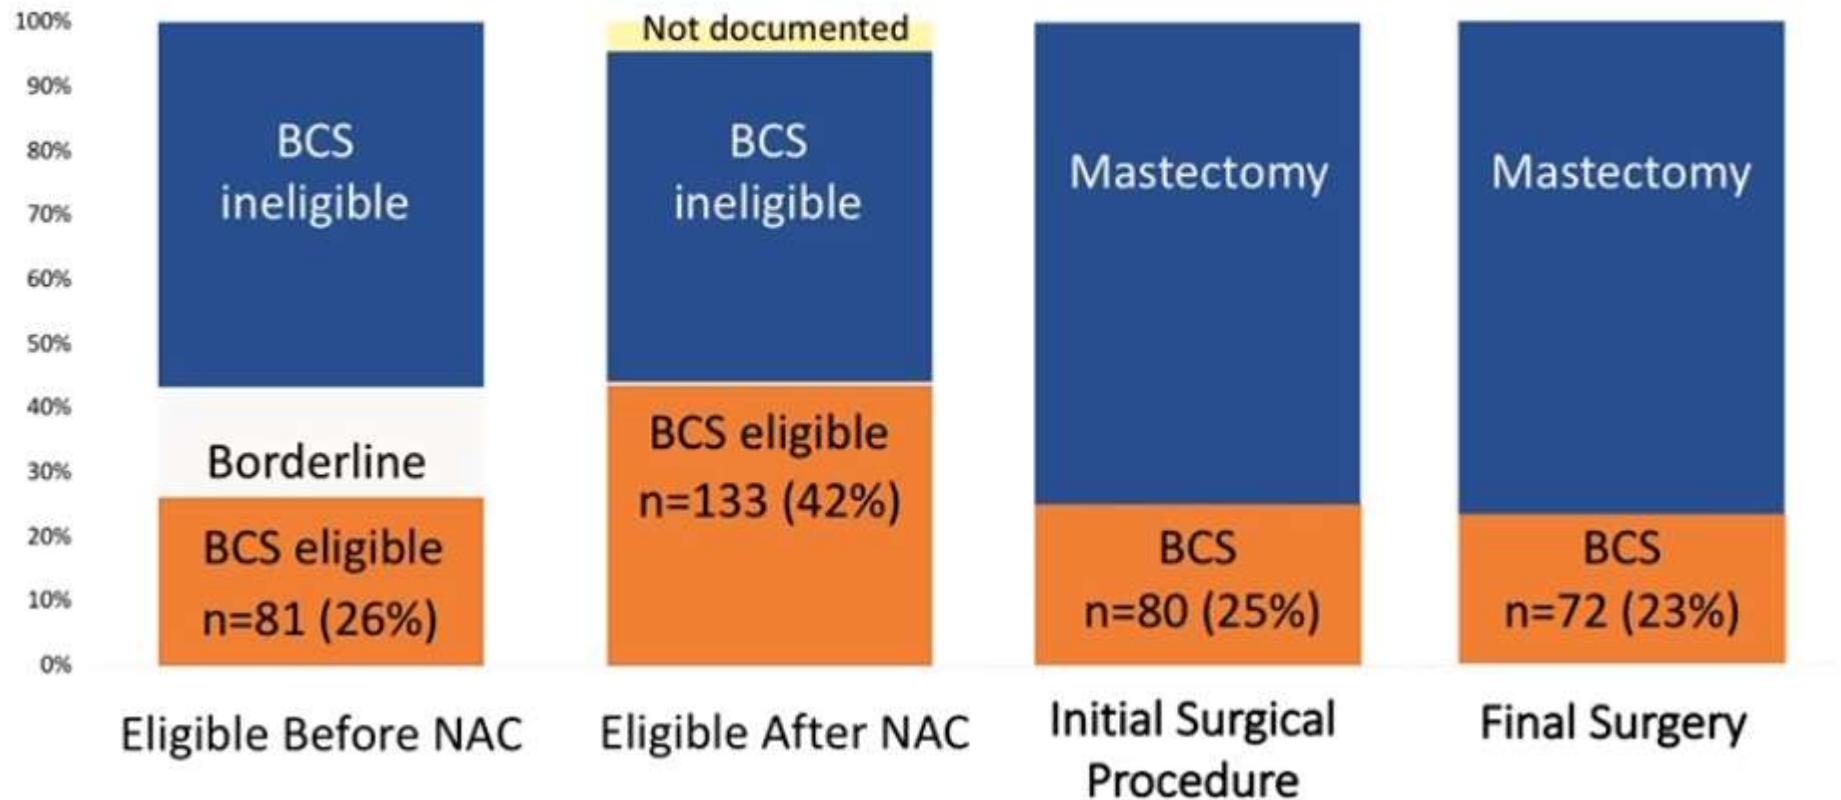 100%
90%
80%
70%
60%
50%
40%
30%
20%
10%
0%
BCS
ineligible
Borderline
BCS eligible
n=81 (26%)
Eligible Before NAC
Not documented
BCS
ineligible
BCS eligible
n=133 (42%)
Eligible After NAC
Mastectomy
BCS
n=80 (25%)
Initial Surgical
Procedure
Mastectomy
BCS
n=72 (23%)
Final Surgery